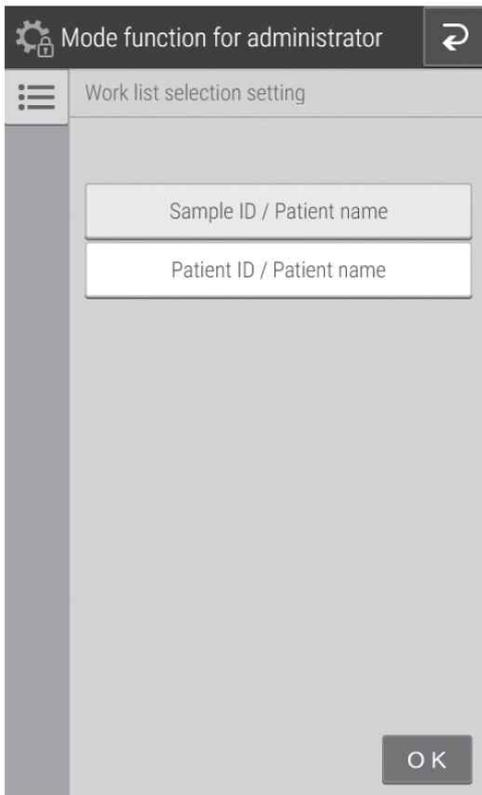 Mode function for administrator
Work list selection setting
Sample ID / Patient name
Patient ID / Patient name
OK